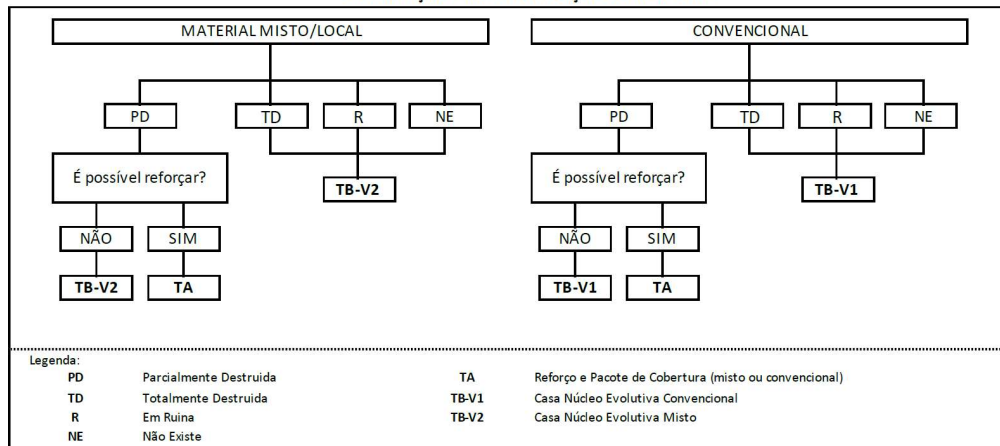 MATERIAL MISTO/LOCAL
CONVENCIONAL
PD
TD
R
NE
PD
TD
R
NE
É possível reforçar?
TB-V2
É possível reforçar?
TB-V1
NÃO
SIM
NÃO
SIM
TB-V2
TA
TB-V1
TA
Legenda:
PD Parcialmente Destruida TA Reforço e Pacote de Cobertura (misto ou convencional)
TD Totalmente Destruida TB-V1 Casa Núcleo Evolutiva Convencional
R Em Ruina TB-V2 Casa Núcleo Evolutiva Misto
NE Não Existe